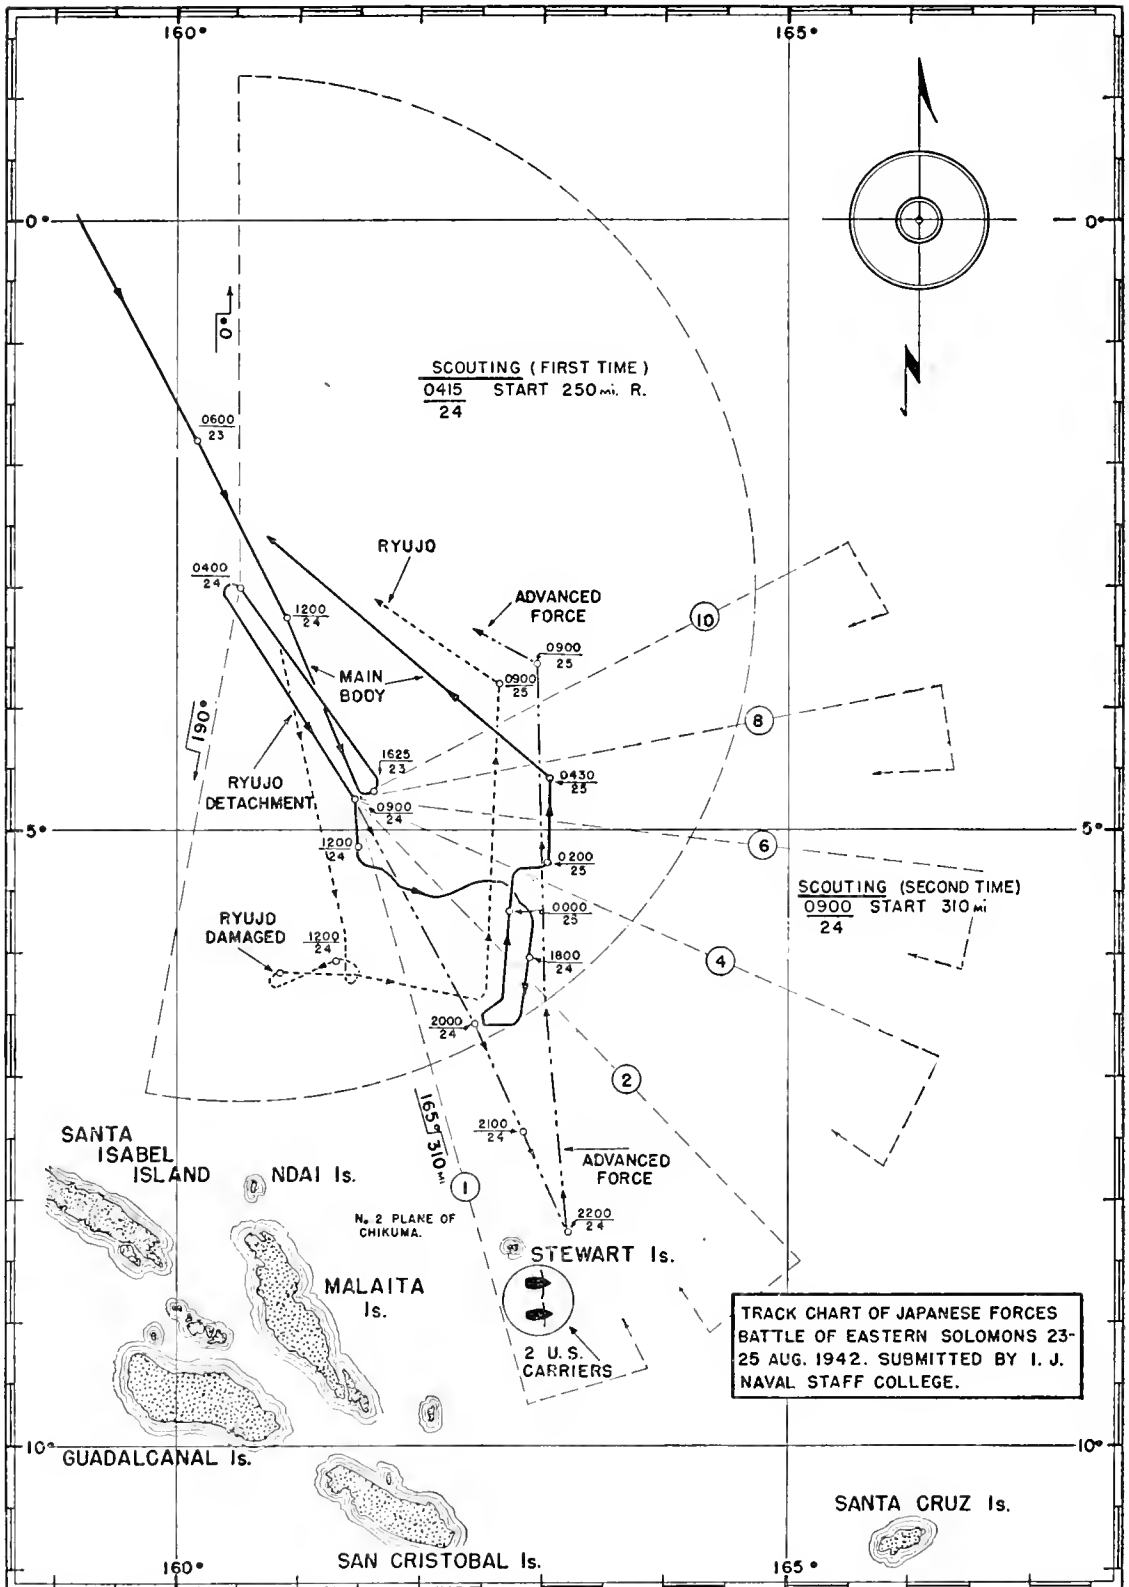 160°
165°
0°
0°
0°
SCOUTING (FIRST TIME)
0415 START 250 mi. R.
24
N
0600
23
RYUJO
0400
24
ADVANCED
FORCE
10
1200
24
0900
25
MAIN
BODY
0900
25
190°
8
1625
23
RYUJO
DETACHMENT
0430
25
0900
24
5°
5°
1200
24
6
0200
25
SCOUTING (SECOND TIME)
0900 START 310 mi
24
RYUJO
DAMAGED
0000
25
1200
24
4
1800
24
2000
24
2
165° 310 MI
2100
24
SANTA
ISABEL
ISLAND
NDAI Is.
ADVANCED
FORCE
1
No 2 PLANE OF
CHIKUMA.
2200
24
STEWART Is.
MALAITA
Is.
2 U.S.
CARRIERS
TRACK CHART OF JAPANESE FORCES
BATTLE OF EASTERN SOLOMONS 23-
25 AUG. 1942. SUBMITTED BY I. J.
NAVAL STAFF COLLEGE.
10°
10°
GUADALCANAL Is.
SANTA CRUZ Is.
SAN CRISTOBAL Is.
160°
165°